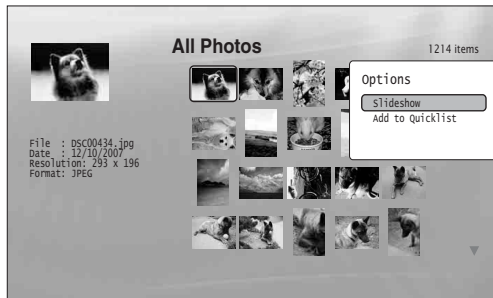 All Photos
1214 items
Options
Slideshow
Add to Quicklist
File : DSC00434.jpg
Date : 12/10/2007
Resolution: 293 x 196
Format: JPEG